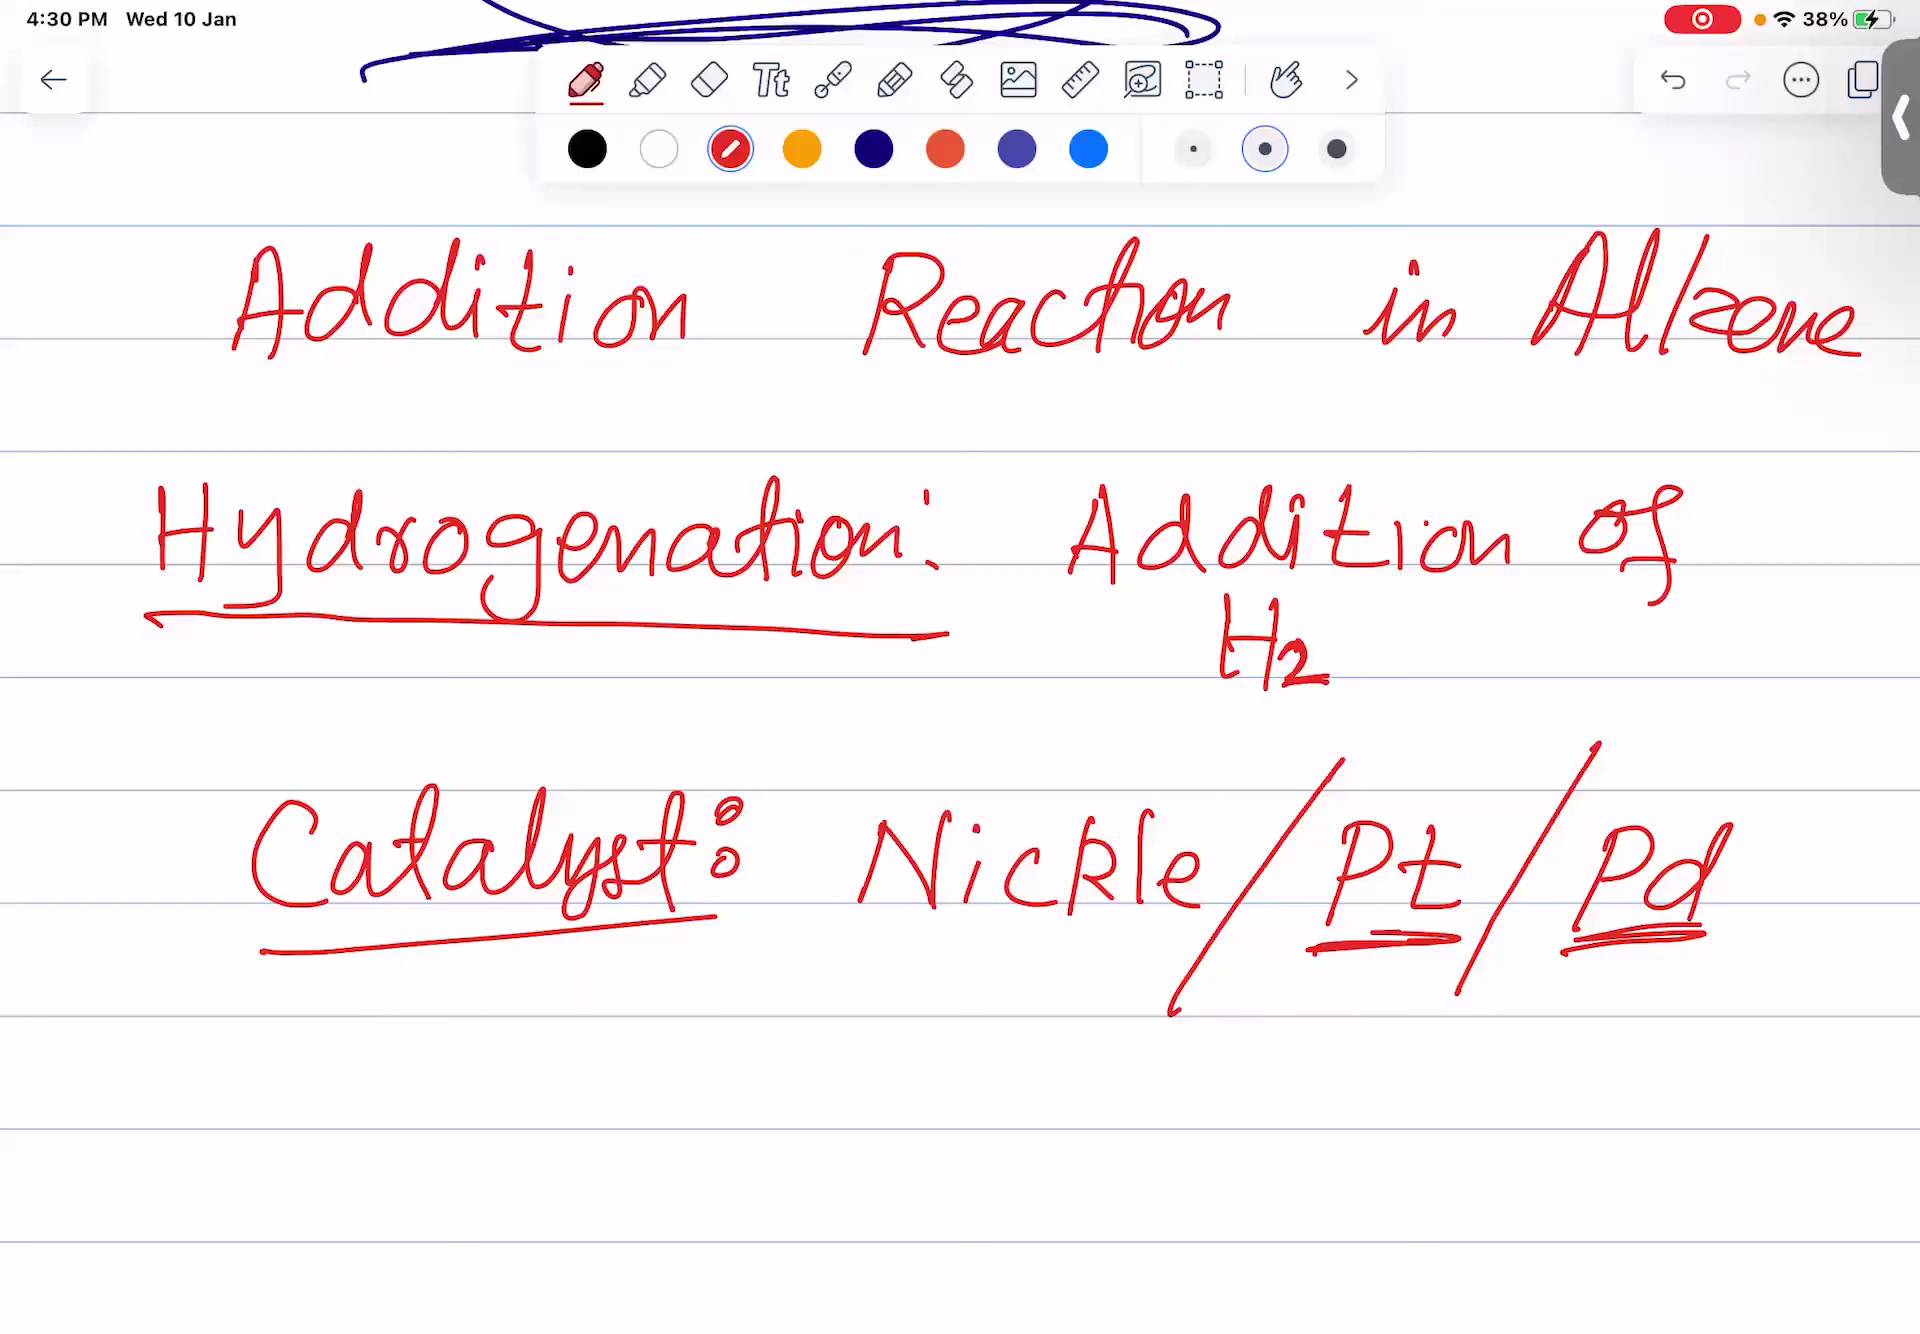 4:30 PM Wed 10 Jan
38%
Tt
Addition Reaction in Alkene
Hydrogenation: Addition of
H2
Catalyst: Nickle/Pt/Pd